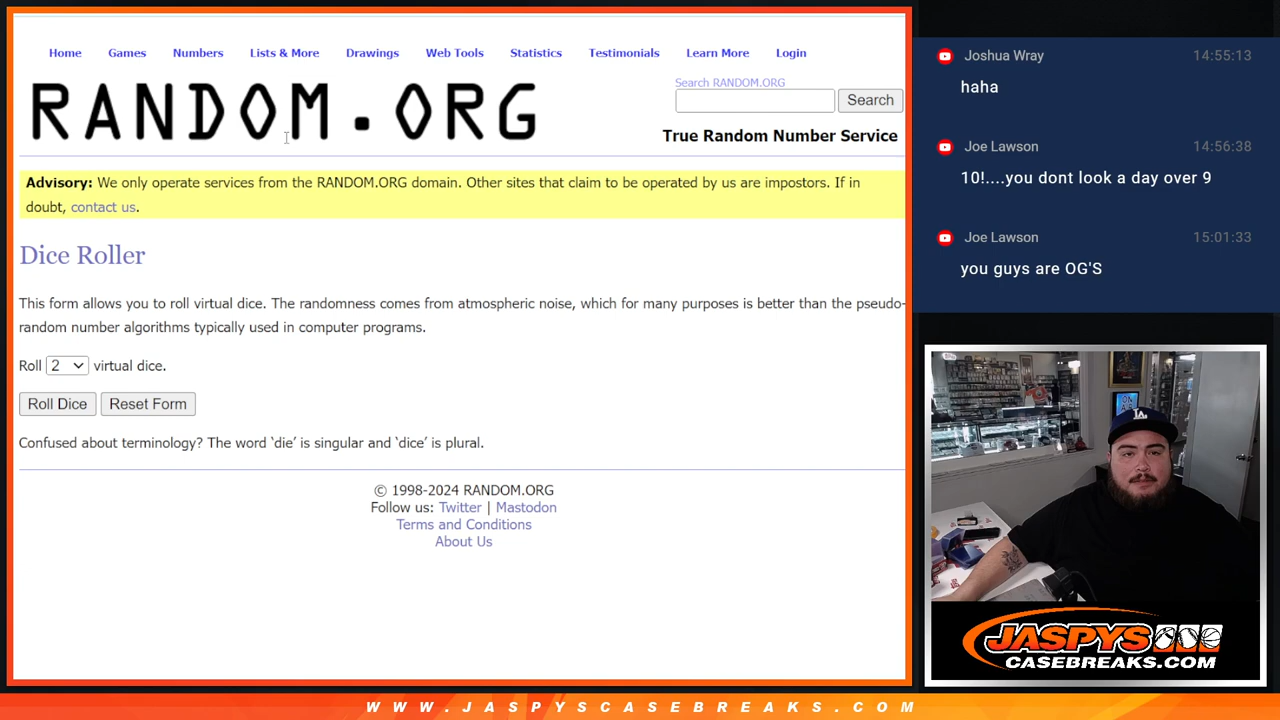 Home Games Numbers Lists & More Drawings Web Tools Statistics Testimonials Learn More Login
RANDOM.ORG
Search RANDOM.ORG
Search
True Random Number Service
Advisory: We only operate services from the RANDOM.ORG domain. Other sites that claim to be operated by us are impostors. If in
doubt, contact us.
Dice Roller
This form allows you to roll virtual dice. The randomness comes from atmospheric noise, which for many purposes is better than the pseudo-
random number algorithms typically used in computer programs.
Roll 2 virtual dice.
Roll Dice Reset Form
Confused about terminology? The word ‘die’ is singular and ‘dice’ is plural.
© 1998-2024 RANDOM.ORG
Follow us: Twitter | Mastodon
Terms and Conditions
About Us
Joshua Wray 14:55:13
haha
Joe Lawson 14:56:38
10!....you dont look a day over 9
Joe Lawson 15:01:33
you guys are OG'S
LA
JASPYS
CASEBREAKS.COM
WWW.JASPYSCASEBREAKS.COM